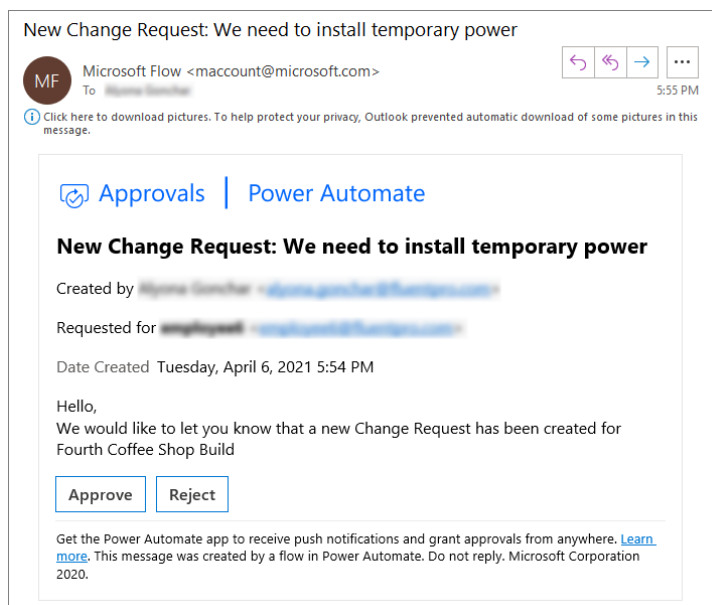 New Change Request: We need to install temporary power
MF
Microsoft Flow <maccount@microsoft.com>
To
5:55 PM
Click here to download pictures. To help protect your privacy, Outlook prevented automatic download of some pictures in this
message.
Approvals | Power Automate
New Change Request: We need to install temporary power
Created by
Requested for
Date Created Tuesday, April 6, 2021 5:54 PM
Hello,
We would like to let you know that a new Change Request has been created for
Fourth Coffee Shop Build
Approve Reject
Get the Power Automate app to receive push notifications and grant approvals from anywhere. Learn
more. This message was created by a flow in Power Automate. Do not reply. Microsoft Corporation
2020.